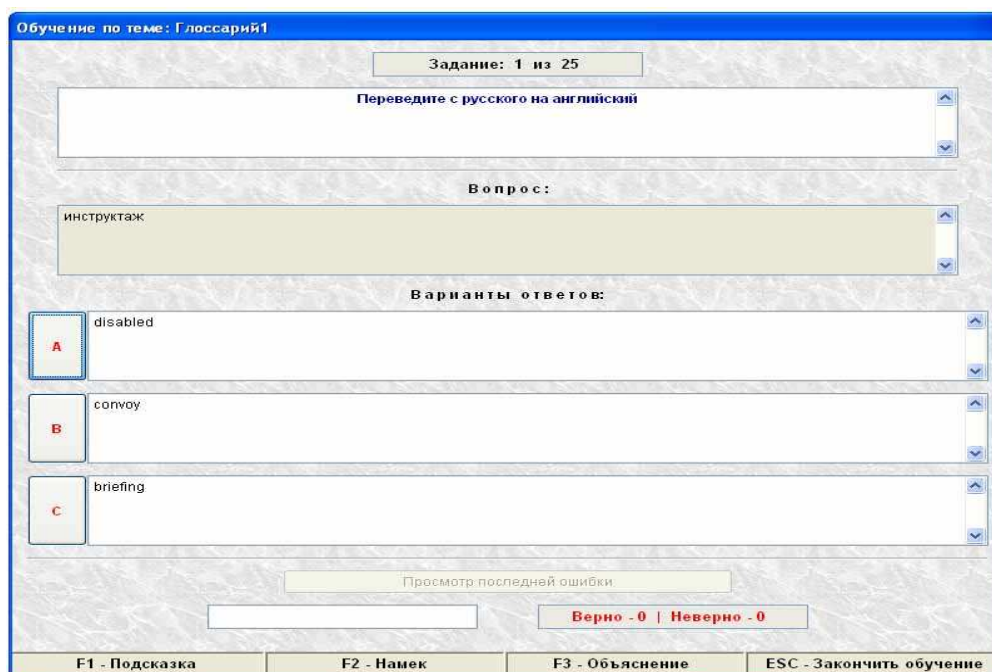 Обучение по теме: Глоссарий1
Задание: 1 из 25
Переведите с русского на английский
Вопрос:
инструктаж
Варианты ответов:
A
disabled
B
convoy
C
briefing
Просмотр последней ошибки
Верно - 0 | Неверно - 0
F1 - Подсказка
F2 - Намек
F3 - Объяснение
ESC - Закончить обучение